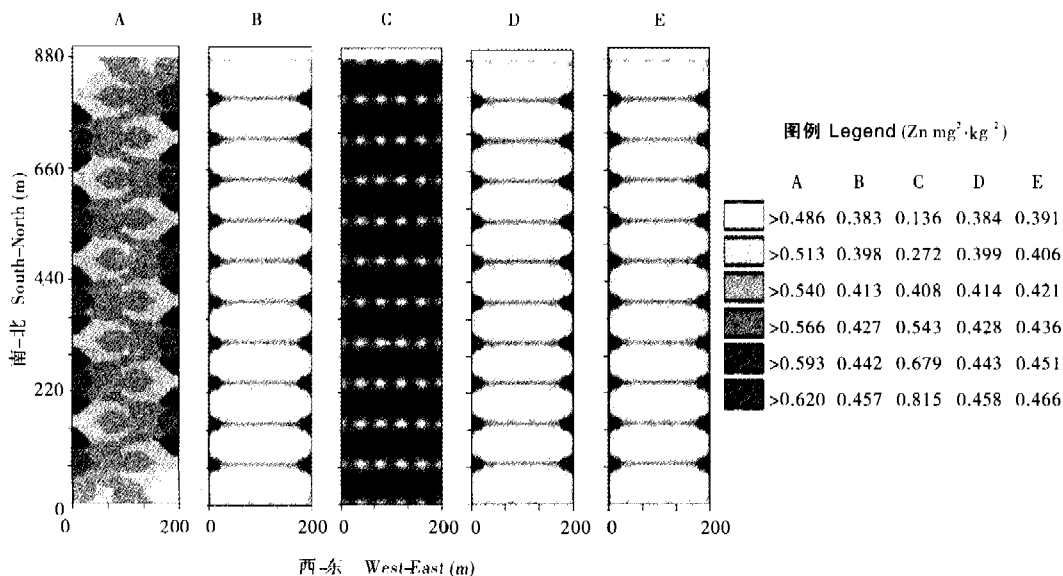 A B C D E
880
660
440
220
0
南-北 South-North (m)
0 200 0 200 0 200 0 200 0 200
西-东 West-East (m)
图例 Legend (Zn mg²·kg⁻²)
A B C D E
>0.486 0.383 0.136 0.384 0.391
>0.513 0.398 0.272 0.399 0.406
>0.540 0.413 0.408 0.414 0.421
>0.566 0.427 0.543 0.428 0.436
>0.593 0.442 0.679 0.443 0.451
>0.620 0.457 0.815 0.458 0.466